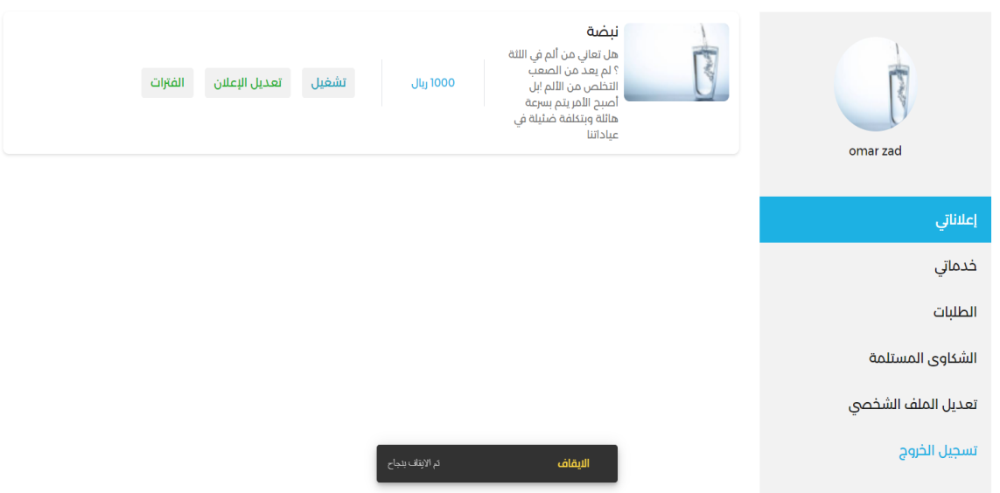 omar zad
إعلاناتي
خدماتي
الطلبات
الشكاوى المستلمة
تعديل الملف الشخصي
تسجيل الخروج
نبضة
هل تعاني من ألم في اللثة
؟ لم يعد من الصعب
التخلص من الألم !بل
أصبح الأمر يتم بسرعة
هائلة وبتكلفة ضئيلة في
عياداتنا
1000 ريال
تشغيل
تعديل الإعلان
الفترات
الايقاف
تم الايقاف بنجاح